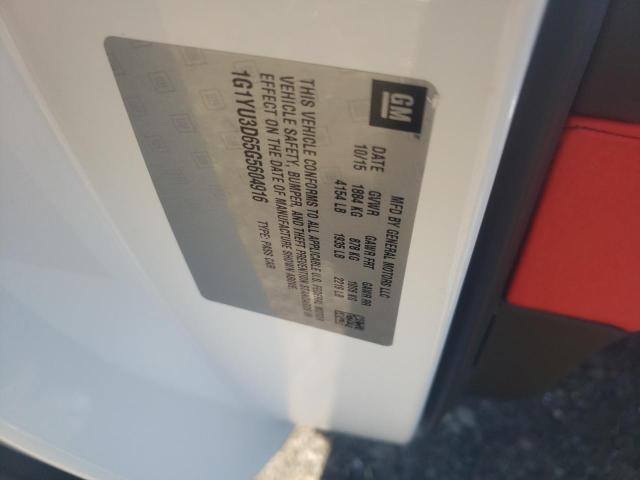 GM
MFD BY GENERAL MOTORS LLC
DATE GVWR GAWR FRT GAWR RR
10/15 1884 KG 878 KG 1006 KG
4154 LB 1935 LB 2219 LB
THIS VEHICLE CONFORMS TO ALL APPLICABLE U.S. FEDERAL MOTOR
VEHICLE SAFETY, BUMPER, AND THEFT PREVENTION STANDARDS IN
EFFECT ON THE DATE OF MANUFACTURE SHOWN ABOVE.
1G1YU3D65G5604916 TYPE: PASS CAR